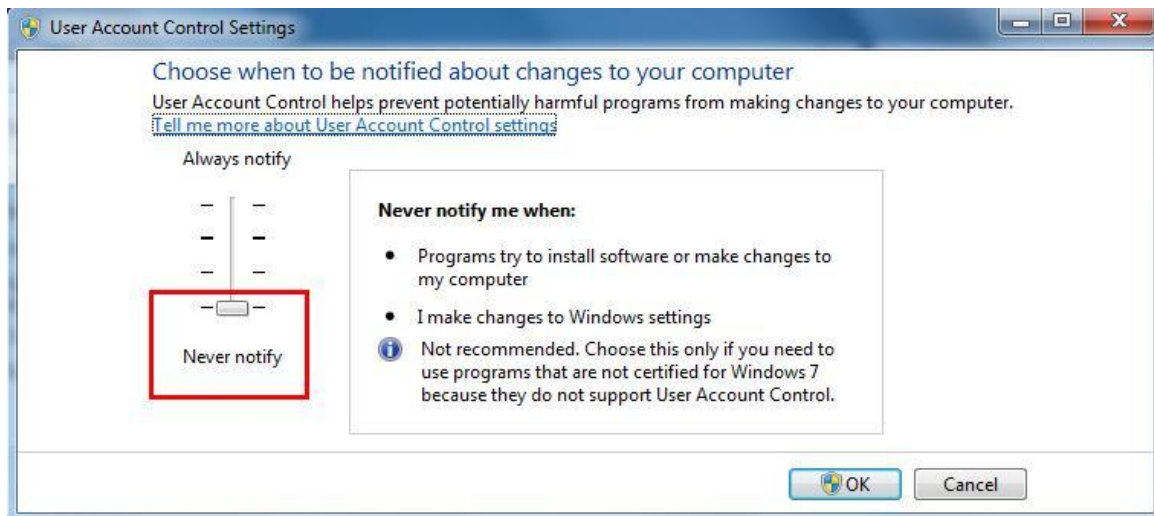 User Account Control Settings
Choose when to be notified about changes to your computer
User Account Control helps prevent potentially harmful programs from making changes to your computer.
Tell me more about User Account Control settings
Always notify
Never notify
Never notify me when:
• Programs try to install software or make changes to
my computer
• I make changes to Windows settings
Not recommended. Choose this only if you need to
use programs that are not certified for Windows 7
because they do not support User Account Control.
OK
Cancel